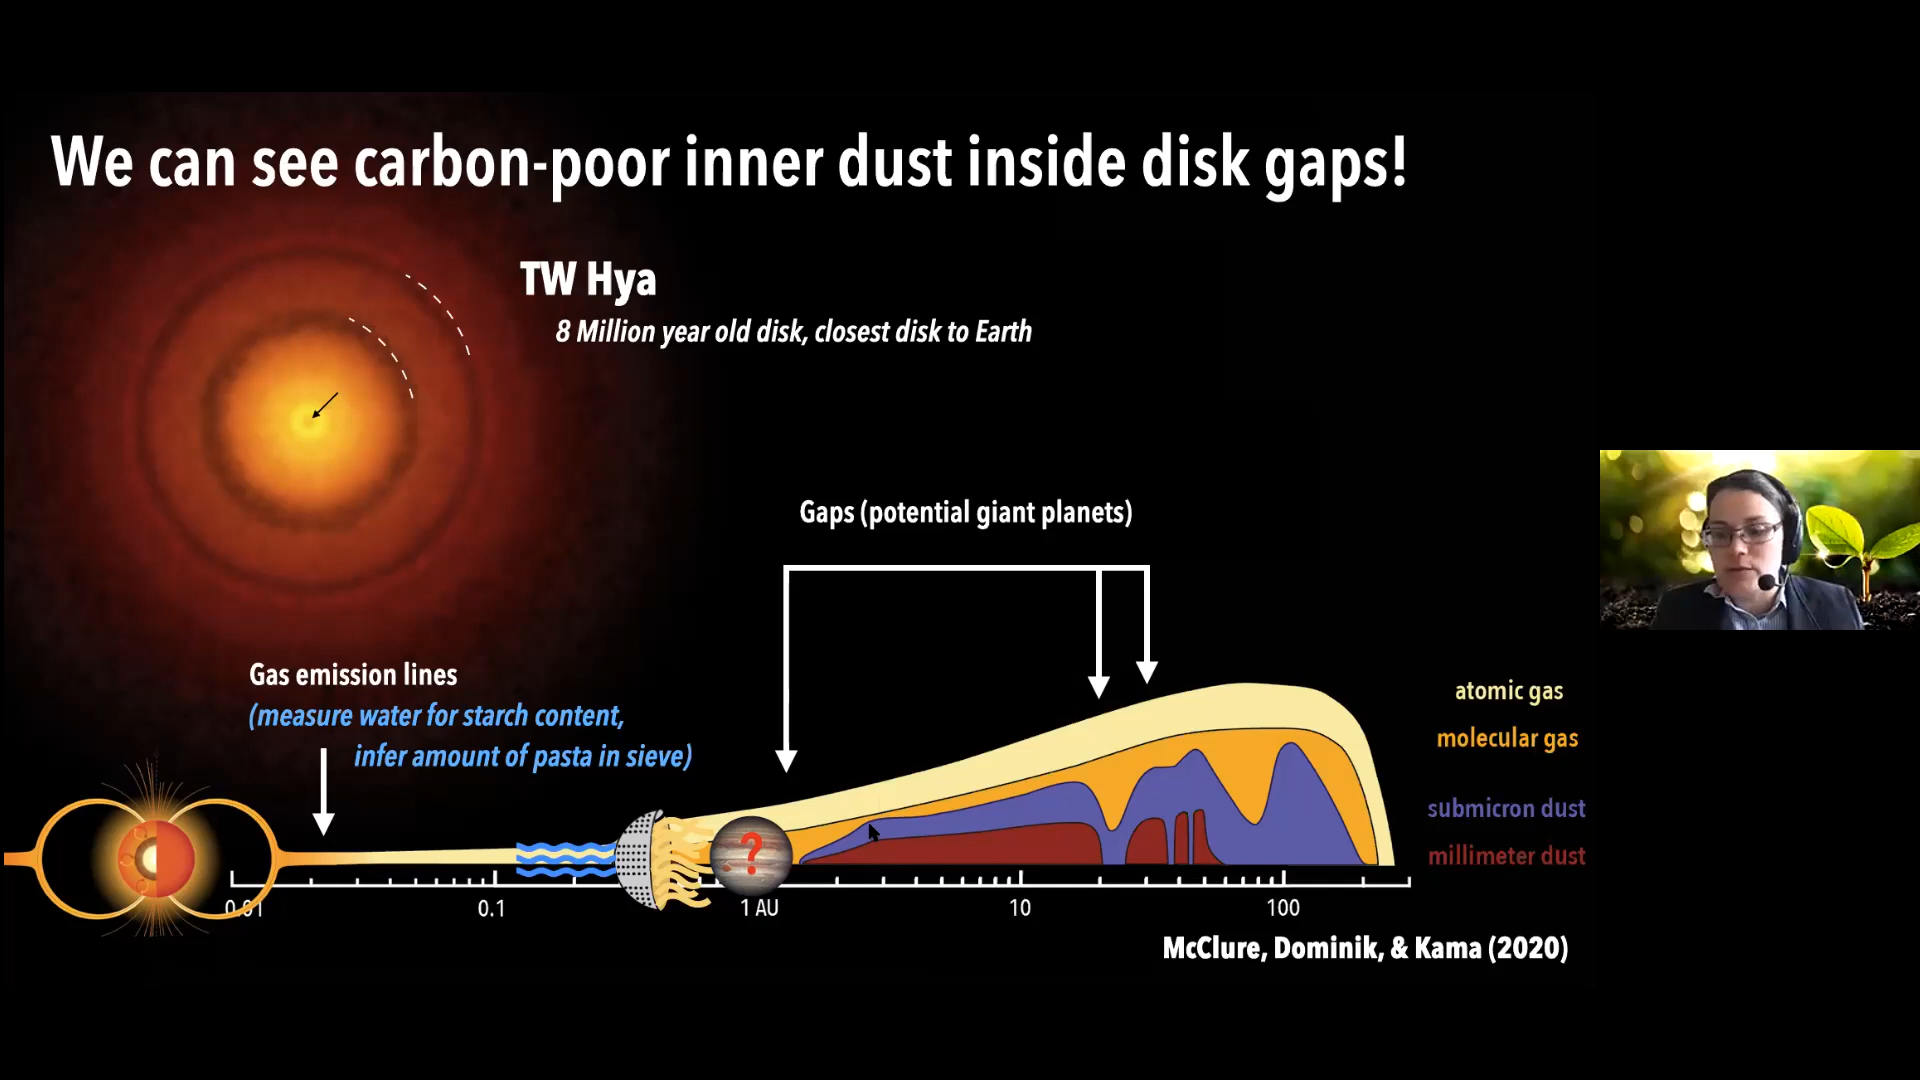 We can see carbon-poor inner dust inside disk gaps!
TW Hya
8 Million year old disk, closest disk to Earth
Gaps (potential giant planets)
Gas emission lines
(measure water for starch content,
infer amount of pasta in sieve)
atomic gas
molecular gas
submicron dust
millimeter dust
?
0.01 0.1 1 AU 10 100
McClure, Dominik, & Kama (2020)